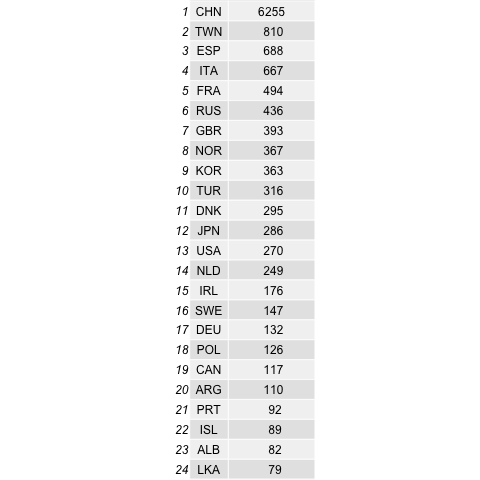 1 CHN 6255
2 TWN 810
3 ESP 688
4 ITA 667
5 FRA 494
6 RUS 436
7 GBR 393
8 NOR 367
9 KOR 363
10 TUR 316
11 DNK 295
12 JPN 286
13 USA 270
14 NLD 249
15 IRL 176
16 SWE 147
17 DEU 132
18 POL 126
19 CAN 117
20 ARG 110
21 PRT 92
22 ISL 89
23 ALB 82
24 LKA 79